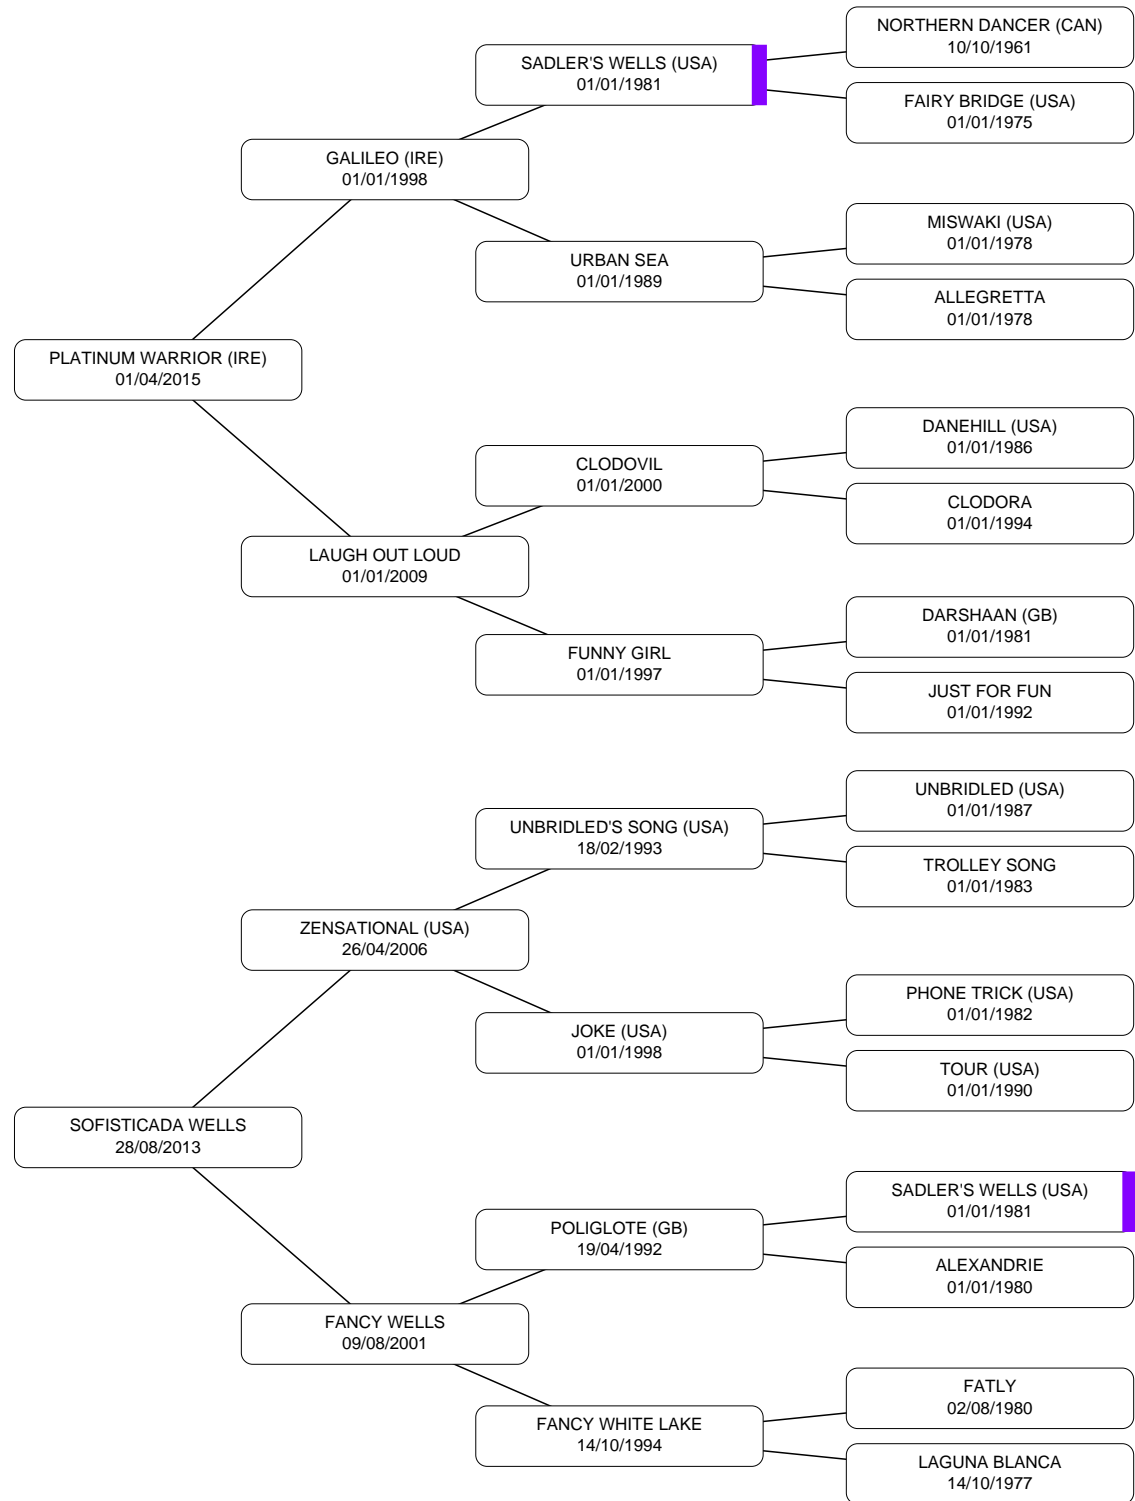 NORTHERN DANCER (CAN)
10/10/1961
SADLER'S WELLS (USA)
01/01/1981
FAIRY BRIDGE (USA)
01/01/1975
GALILEO (IRE)
01/01/1998
MISWAKI (USA)
01/01/1978
URBAN SEA
01/01/1989
ALLEGRETTA
01/01/1978
PLATINUM WARRIOR (IRE)
01/04/2015
DANEHILL (USA)
01/01/1986
CLODOVIL
01/01/2000
CLODORA
01/01/1994
LAUGH OUT LOUD
01/01/2009
DARSHAAN (GB)
01/01/1981
FUNNY GIRL
01/01/1997
JUST FOR FUN
01/01/1992
UNBRIDLED (USA)
01/01/1987
UNBRIDLED'S SONG (USA)
18/02/1993
TROLLEY SONG
01/01/1983
ZENSATIONAL (USA)
26/04/2006
PHONE TRICK (USA)
01/01/1982
JOKE (USA)
01/01/1998
TOUR (USA)
01/01/1990
SOFISTICADA WELLS
28/08/2013
SADLER'S WELLS (USA)
01/01/1981
POLIGLOTE (GB)
19/04/1992
ALEXANDRIE
01/01/1980
FANCY WELLS
09/08/2001
FATLY
02/08/1980
FANCY WHITE LAKE
14/10/1994
LAGUNA BLANCA
14/10/1977